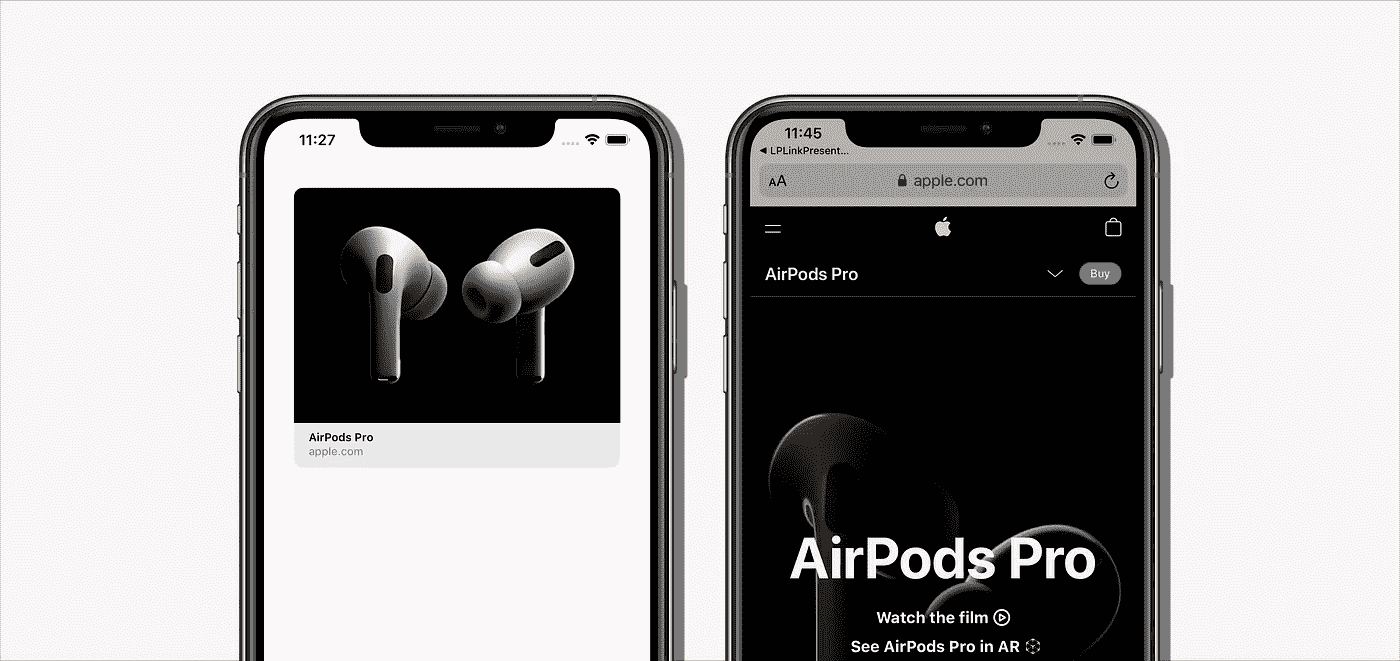 11:27
AirPods Pro
apple.com
11:45
◀ LPLinkPresent...
AA
apple.com
AirPods Pro
Buy
AirPods Pro
Watch the film
See AirPods Pro in AR